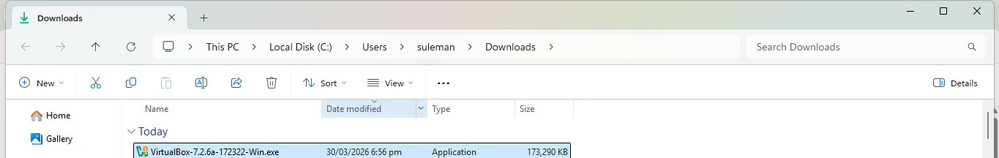 Downloads
This PC > Local Disk (C:) > Users > suleman > Downloads >
Search Downloads
New
Sort
View
Details
Home
Gallery
Name Date modified Type Size
Today
VirtualBox-7.2.6a-172322-Win.exe 30/03/2026 6:56 pm Application 173,290 KB